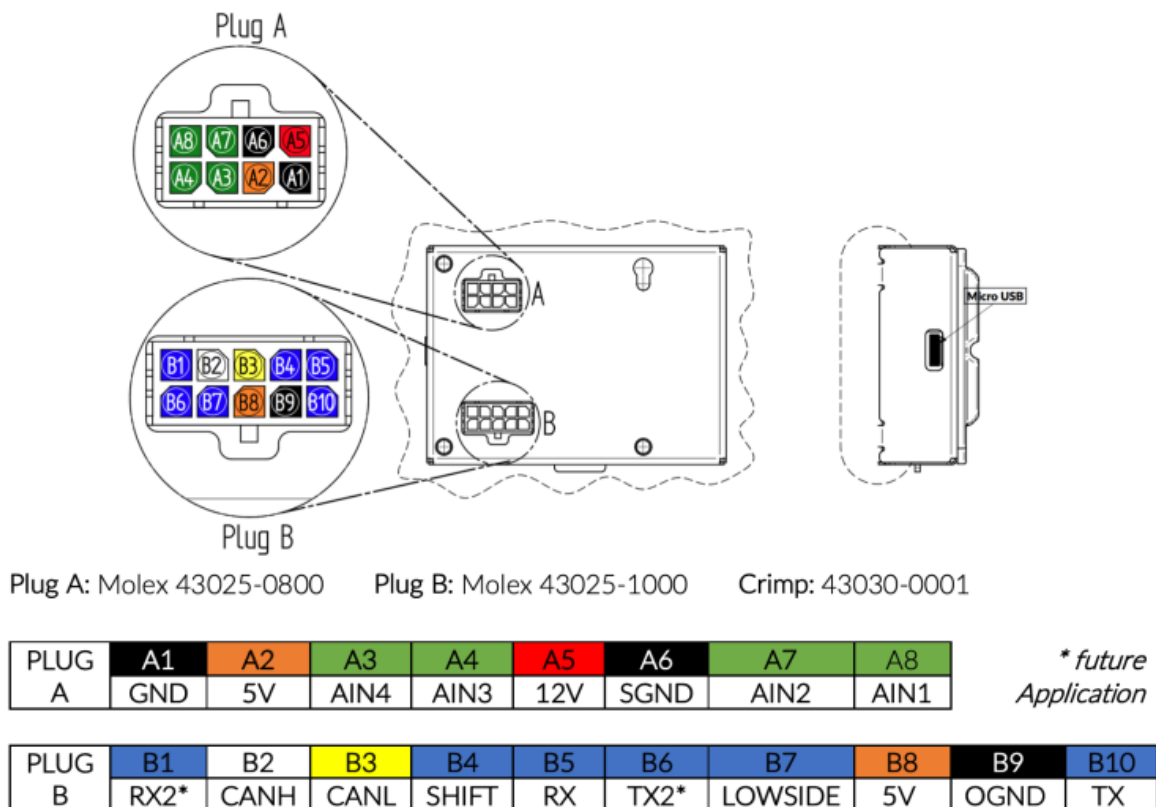 Plug A
A8 A7 A6 A5
A4 A3 A2 A1
A
Micro USB
B1 B2 B3 B4 B5
B6 B7 B8 B9 B10
B
Plug B
Plug A: Molex 43025-0800 Plug B: Molex 43025-1000 Crimp: 43030-0001
PLUG A1 A2 A3 A4 A5 A6 A7 A8
A GND 5V AIN4 AIN3 12V SGND AIN2 AIN1
* future
Application
PLUG B1 B2 B3 B4 B5 B6 B7 B8 B9 B10
B RX2* CANH CANL SHIFT RX TX2* LOWSIDE 5V OGND TX